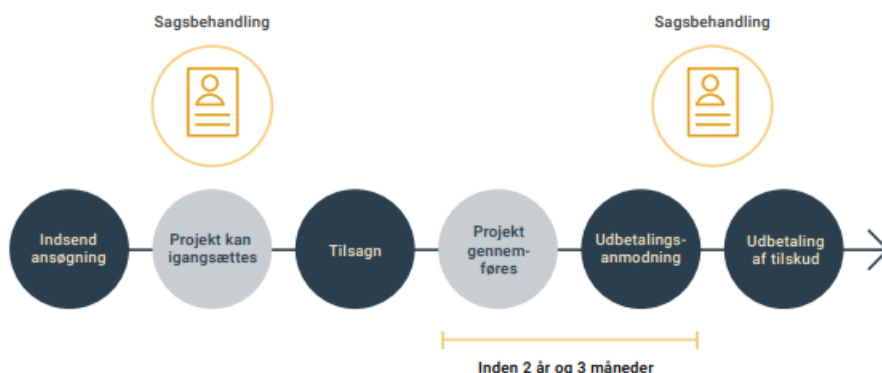 Sagsbehandling
Sagsbehandling
Indsend
ansøgning
Projekt kan
igangsættes
Tilsagn
Projekt
gennem-
føres
Udbetalings-
anmodning
Udbetaling
af tilskud
Inden 2 år og 3 måneder